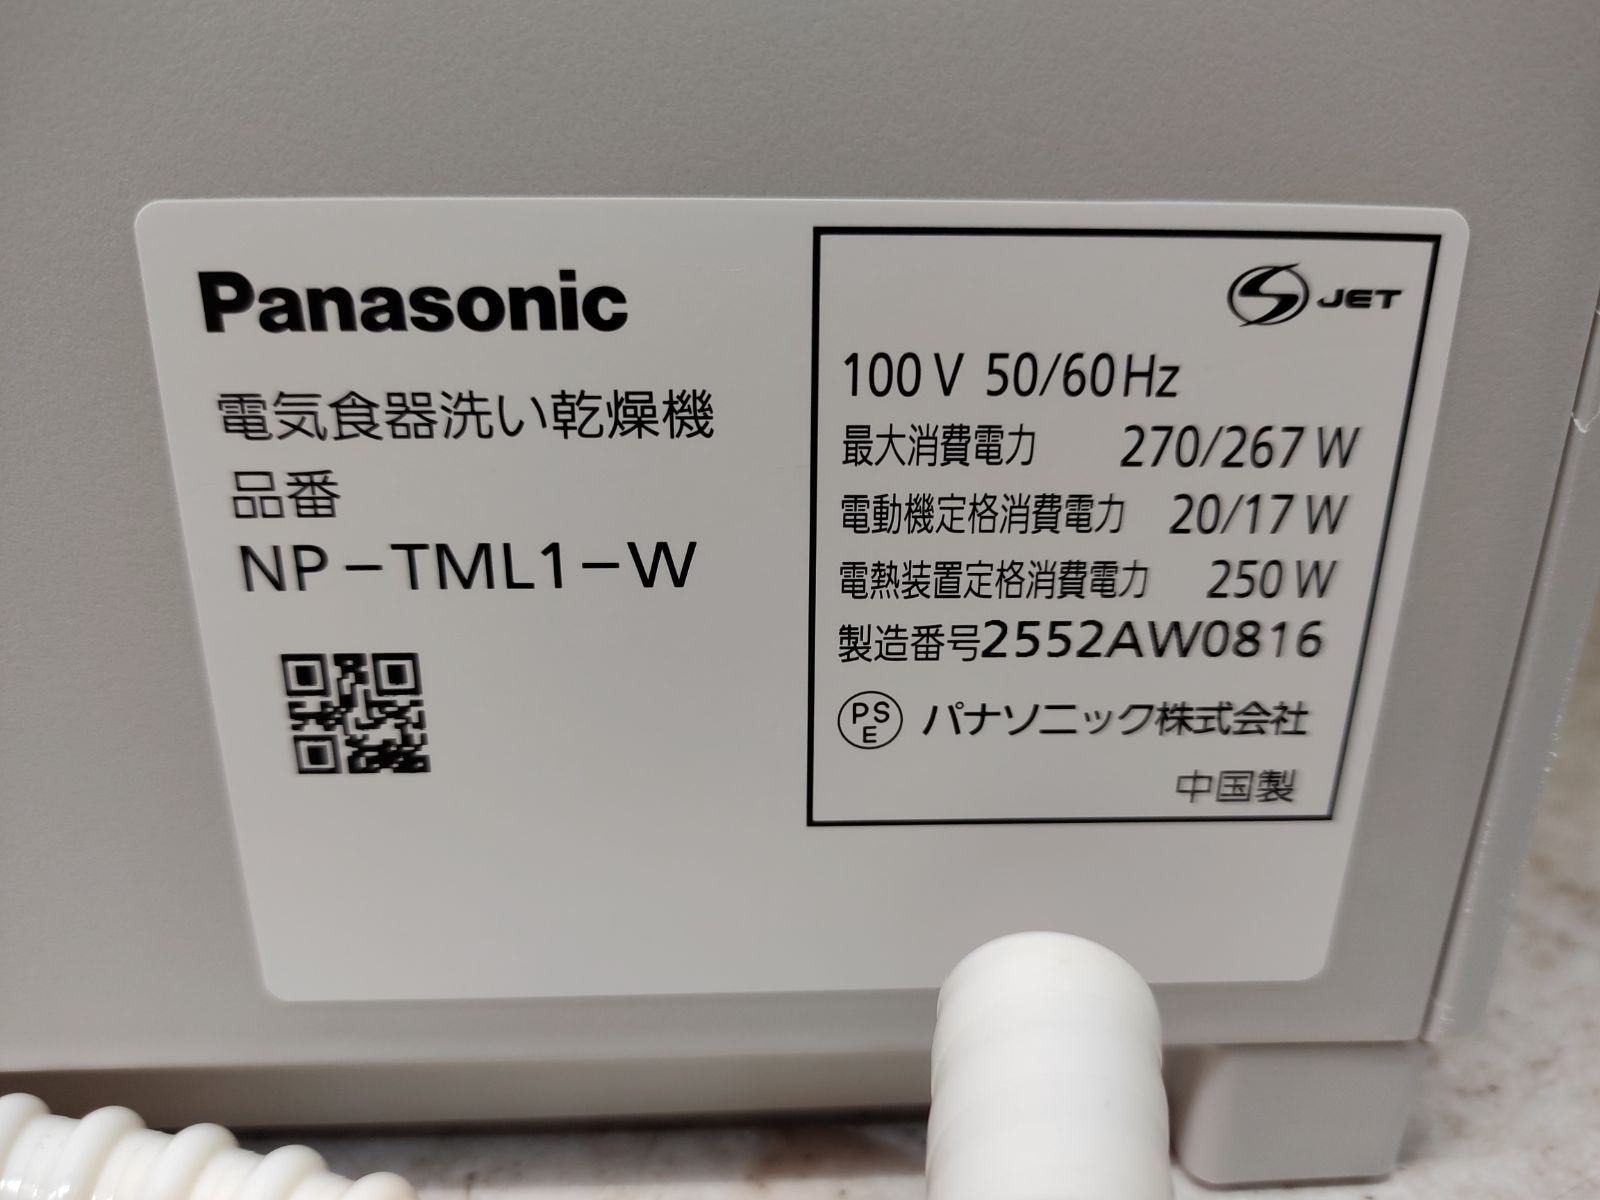 Panasonic
電気食器洗い乾燥機
品番
NP-TML1-W
JET
100V 50/60Hz
最大消費電力 270/267W
電動機定格消費電力 20/17W
電熱装置定格消費電力 250W
製造番号2552AW0816
PSE パナソニック株式会社
中国製